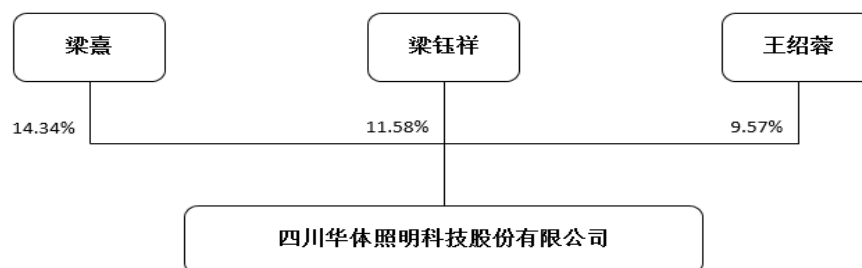 梁熹
梁钰祥
王绍蓉
14.34%
11.58%
9.57%
四川华体照明科技股份有限公司